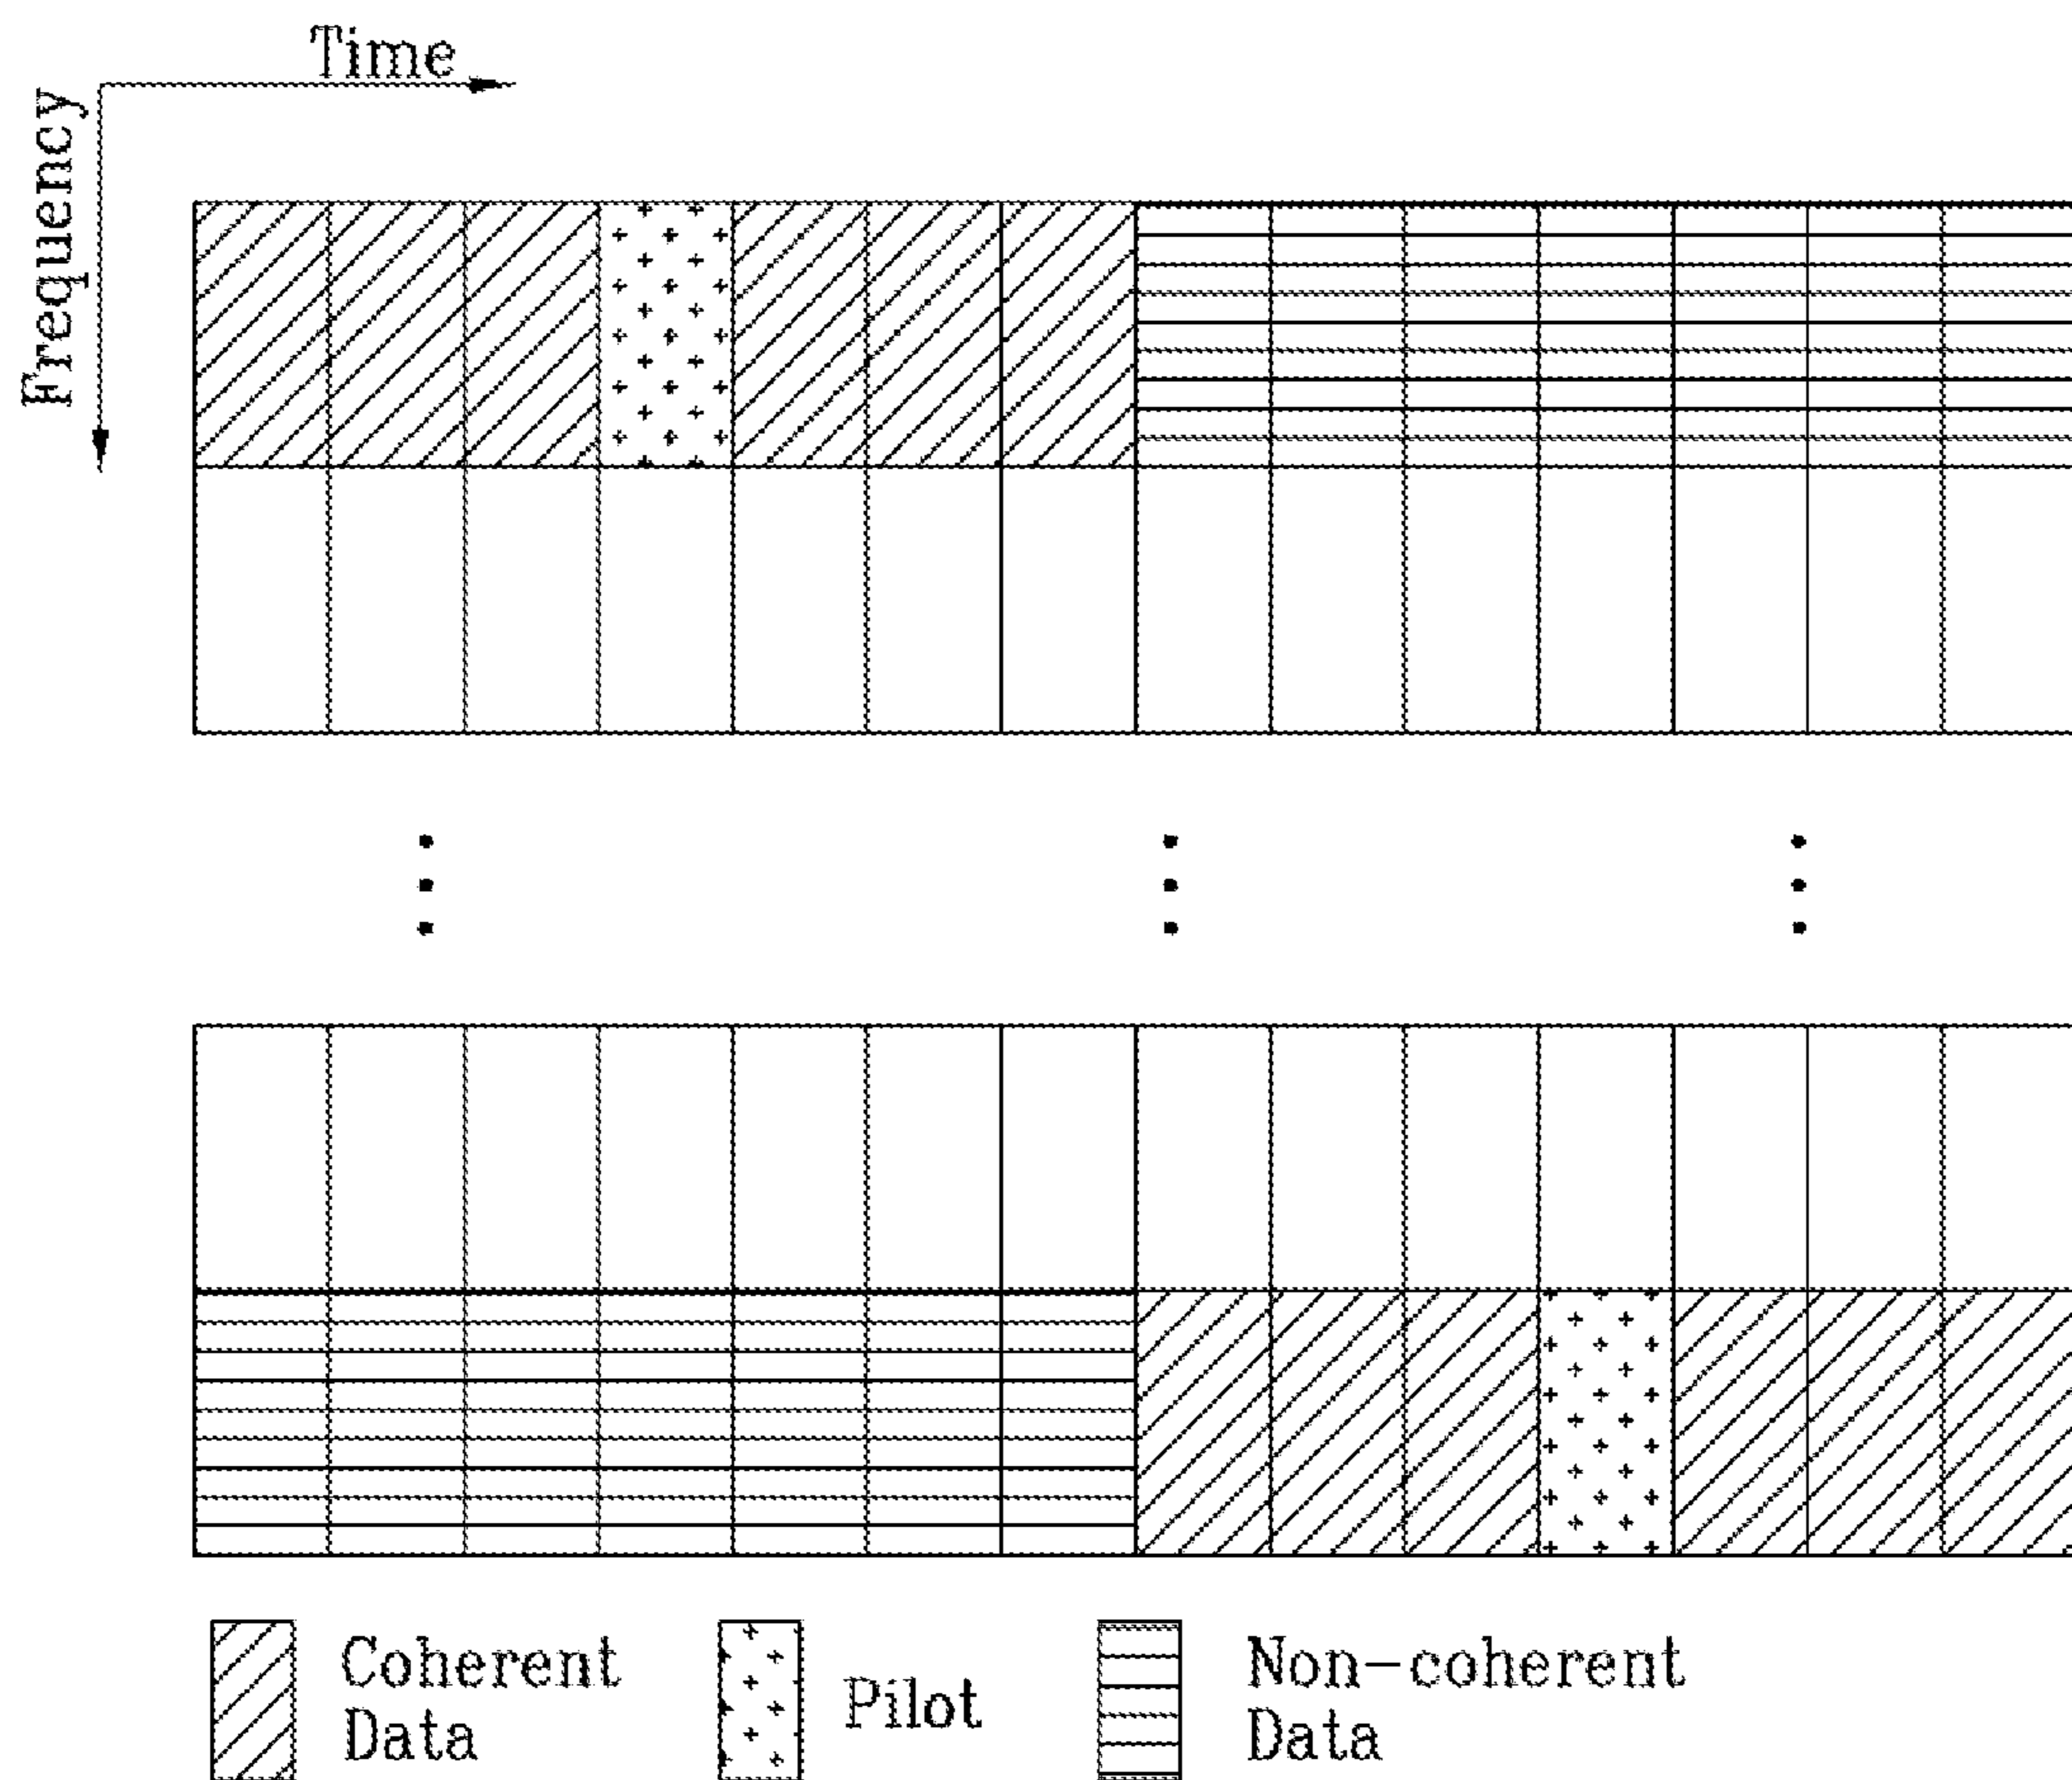 Time
Frequency
Coherent
Data
Pilot
Non-coherent
Data